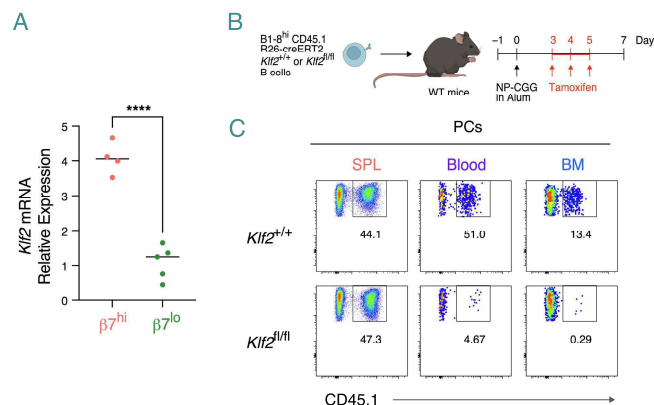 A
Klf2 mRNA
Relative Expression
5
4
3
2
1
0
****
β7hi
β7lo
B
B1-8hi CD45.1
R26-creERT2
Klf2+/+ or Klf2fl/fl
B cells
WT mice
−1 0 3 4 5 7 Day
NP-CGG
in Alum
Tamoxifen
C
PCs
SPL Blood BM
Klf2+/+
44.1 51.0 13.4
Klf2fl/fl
47.3 4.67 0.29
CD45.1